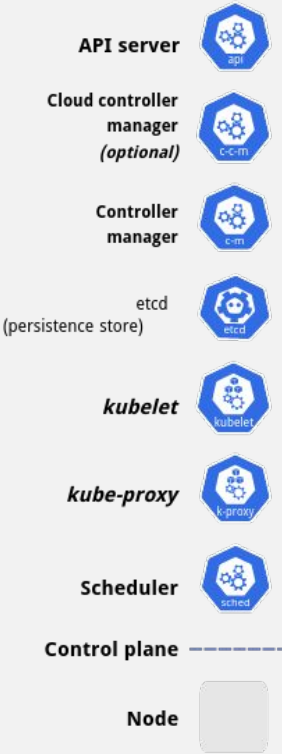 API server
api
Cloud controller
manager
(optional)
c-c-m
Controller
manager
c-m
etcd
(persistence store)
etcd
kubelet
kubelet
kube-proxy
k-proxy
Scheduler
sched
Control plane
Node